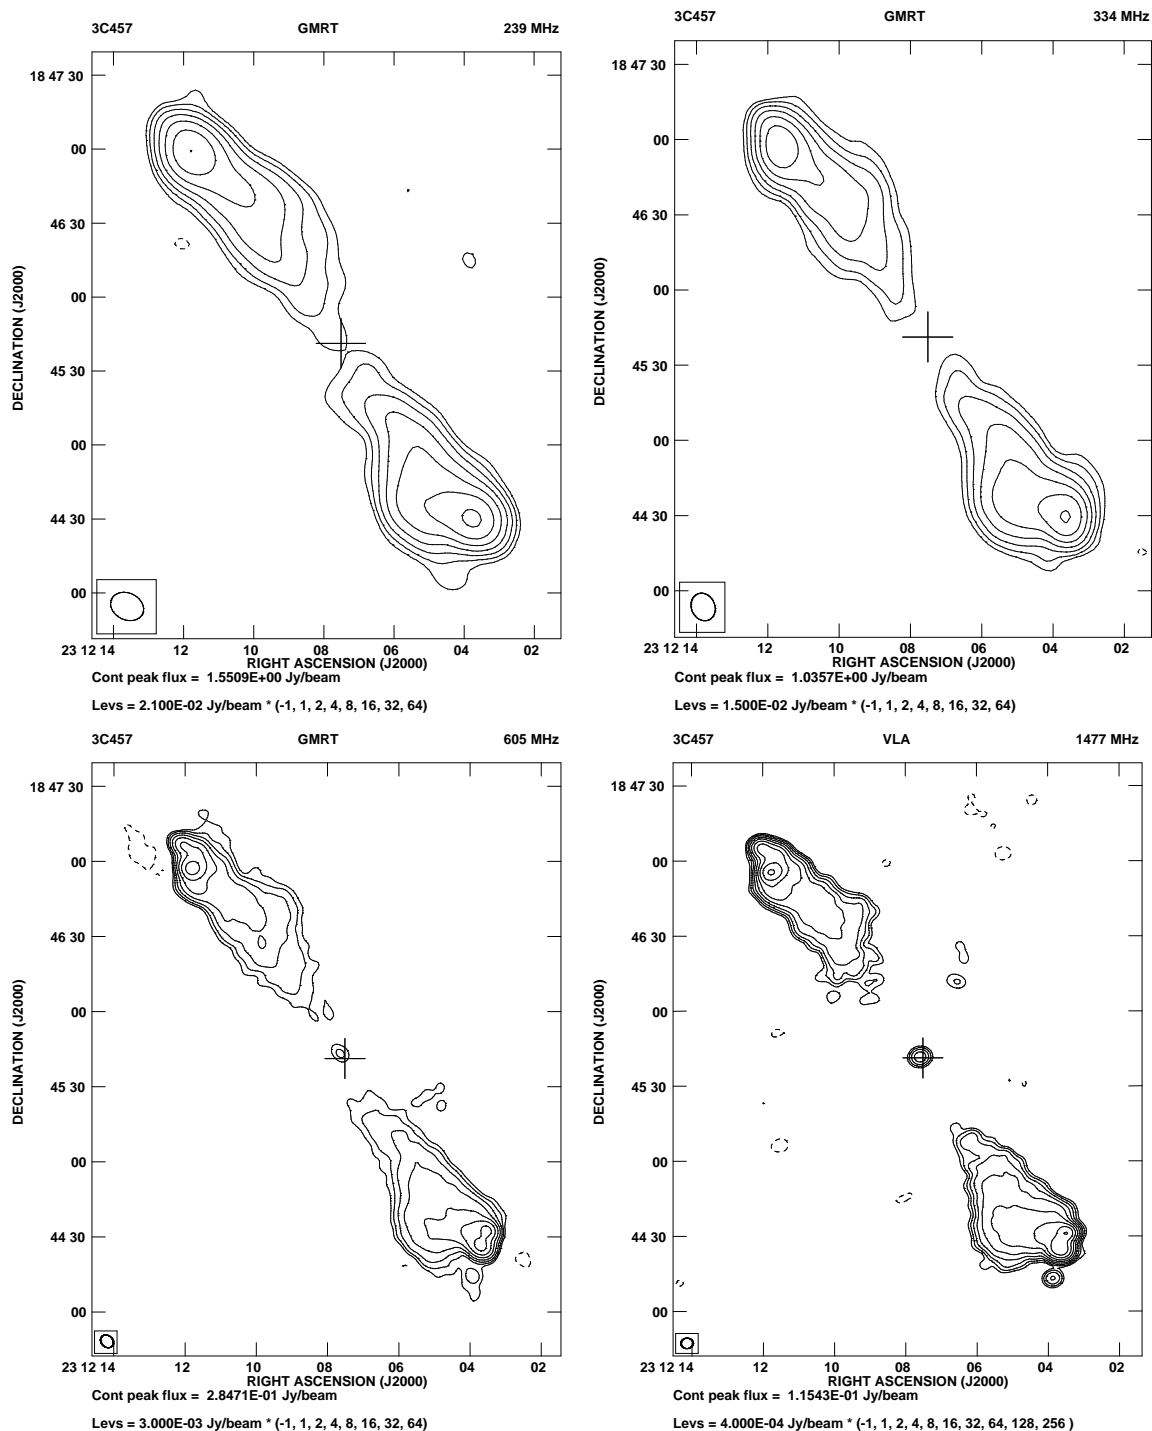 3C457 GMRT 239 MHz
DECLINATION (J2000)
18 47 30
00
46 30
00
45 30
00
44 30
00
23 12 14 12 10 08 06 04 02
RIGHT ASCENSION (J2000)
Cont peak flux = 1.5509E+00 Jy/beam
Levs = 2.100E-02 Jy/beam * (-1, 1, 2, 4, 8, 16, 32, 64)
3C457 GMRT 334 MHz
DECLINATION (J2000)
18 47 30
00
46 30
00
45 30
00
44 30
00
23 12 14 12 10 08 06 04 02
RIGHT ASCENSION (J2000)
Cont peak flux = 1.0357E+00 Jy/beam
Levs = 1.500E-02 Jy/beam * (-1, 1, 2, 4, 8, 16, 32, 64)
3C457 GMRT 605 MHz
DECLINATION (J2000)
18 47 30
00
46 30
00
45 30
00
44 30
00
23 12 14 12 10 08 06 04 02
RIGHT ASCENSION (J2000)
Cont peak flux = 2.8471E-01 Jy/beam
Levs = 3.000E-03 Jy/beam * (-1, 1, 2, 4, 8, 16, 32, 64)
3C457 VLA 1477 MHz
DECLINATION (J2000)
18 47 30
00
46 30
00
45 30
00
44 30
00
23 12 14 12 10 08 06 04 02
RIGHT ASCENSION (J2000)
Cont peak flux = 1.1543E-01 Jy/beam
Levs = 4.000E-04 Jy/beam * (-1, 1, 2, 4, 8, 16, 32, 64, 128, 256 )